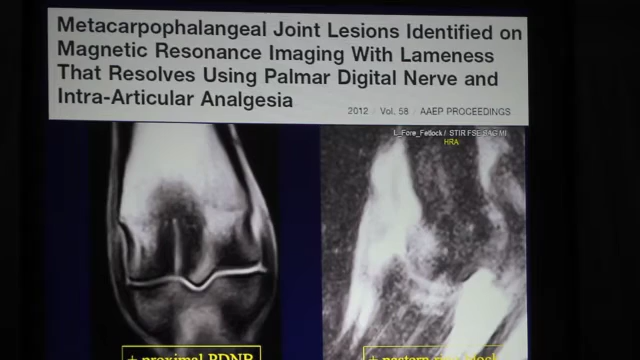 Metacarpophalangeal Joint Lesions Identified on
Magnetic Resonance Imaging With Lameness
That Resolves Using Palmar Digital Nerve and
Intra-Articular Analgesia
2012 / Vol. 58 / AAEP PROCEEDINGS
L_Fore_Fetlock / STIR FSE SAG MI
HRA
+ proximal PDNB
+ pastern